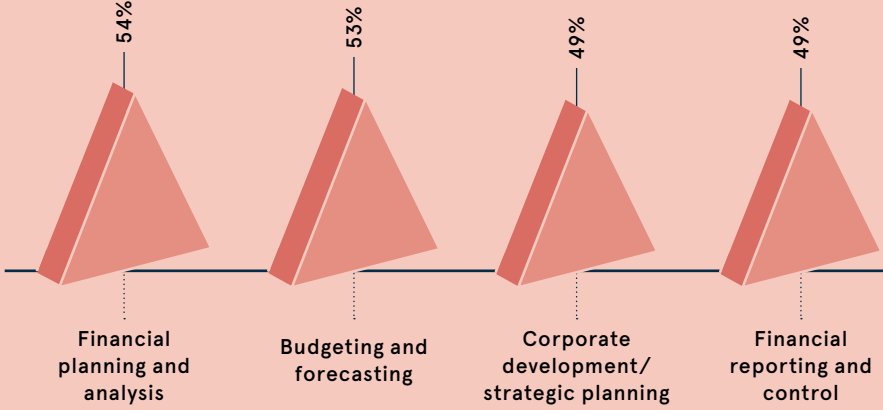 54%
53%
49%
49%
Financial
planning and
analysis
Budgeting and
forecasting
Corporate
development/
strategic planning
Financial
reporting and
control